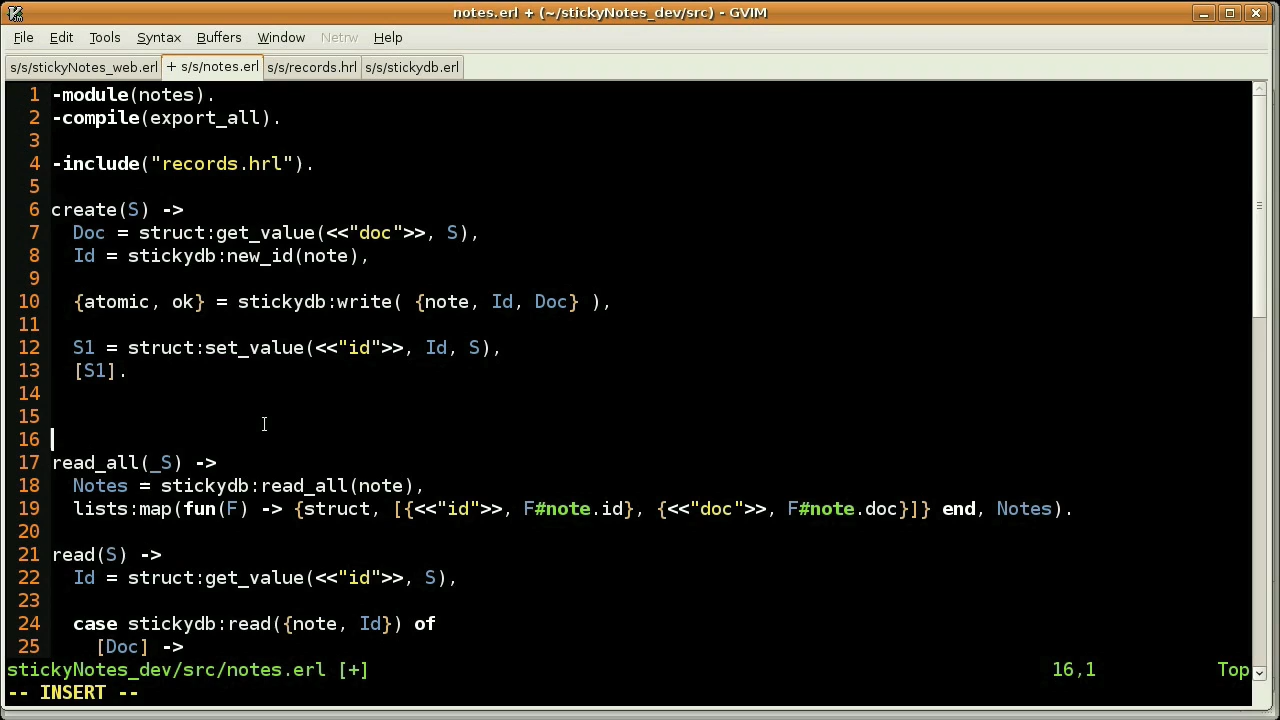 notes.erl + (~/stickyNotes_dev/src) - GVIM
File Edit Tools Syntax Buffers Window Netrw Help
s/s/stickyNotes_web.erl + s/s/notes.erl s/s/records.hrl s/s/stickydb.erl
1 -module(notes).
2 -compile(export_all).
3
4 -include("records.hrl").
5
6 create(S) ->
7   Doc = struct:get_value(<<"doc">>, S),
8   Id = stickydb:new_id(note),
9
10   {atomic, ok} = stickydb:write( {note, Id, Doc} ),
11
12   S1 = struct:set_value(<<"id">>, Id, S),
13   [S1].
14
15
16
17 read_all(_S) ->
18   Notes = stickydb:read_all(note),
19   lists:map(fun(F) -> {struct, [{<<"id">>, F#note.id}, {<<"doc">>, F#note.doc}]} end, Notes).
20
21 read(S) ->
22   Id = struct:get_value(<<"id">>, S),
23
24   case stickydb:read({note, Id}) of
25     [Doc] ->
stickyNotes_dev/src/notes.erl [+] 16,1 Top
-- INSERT --